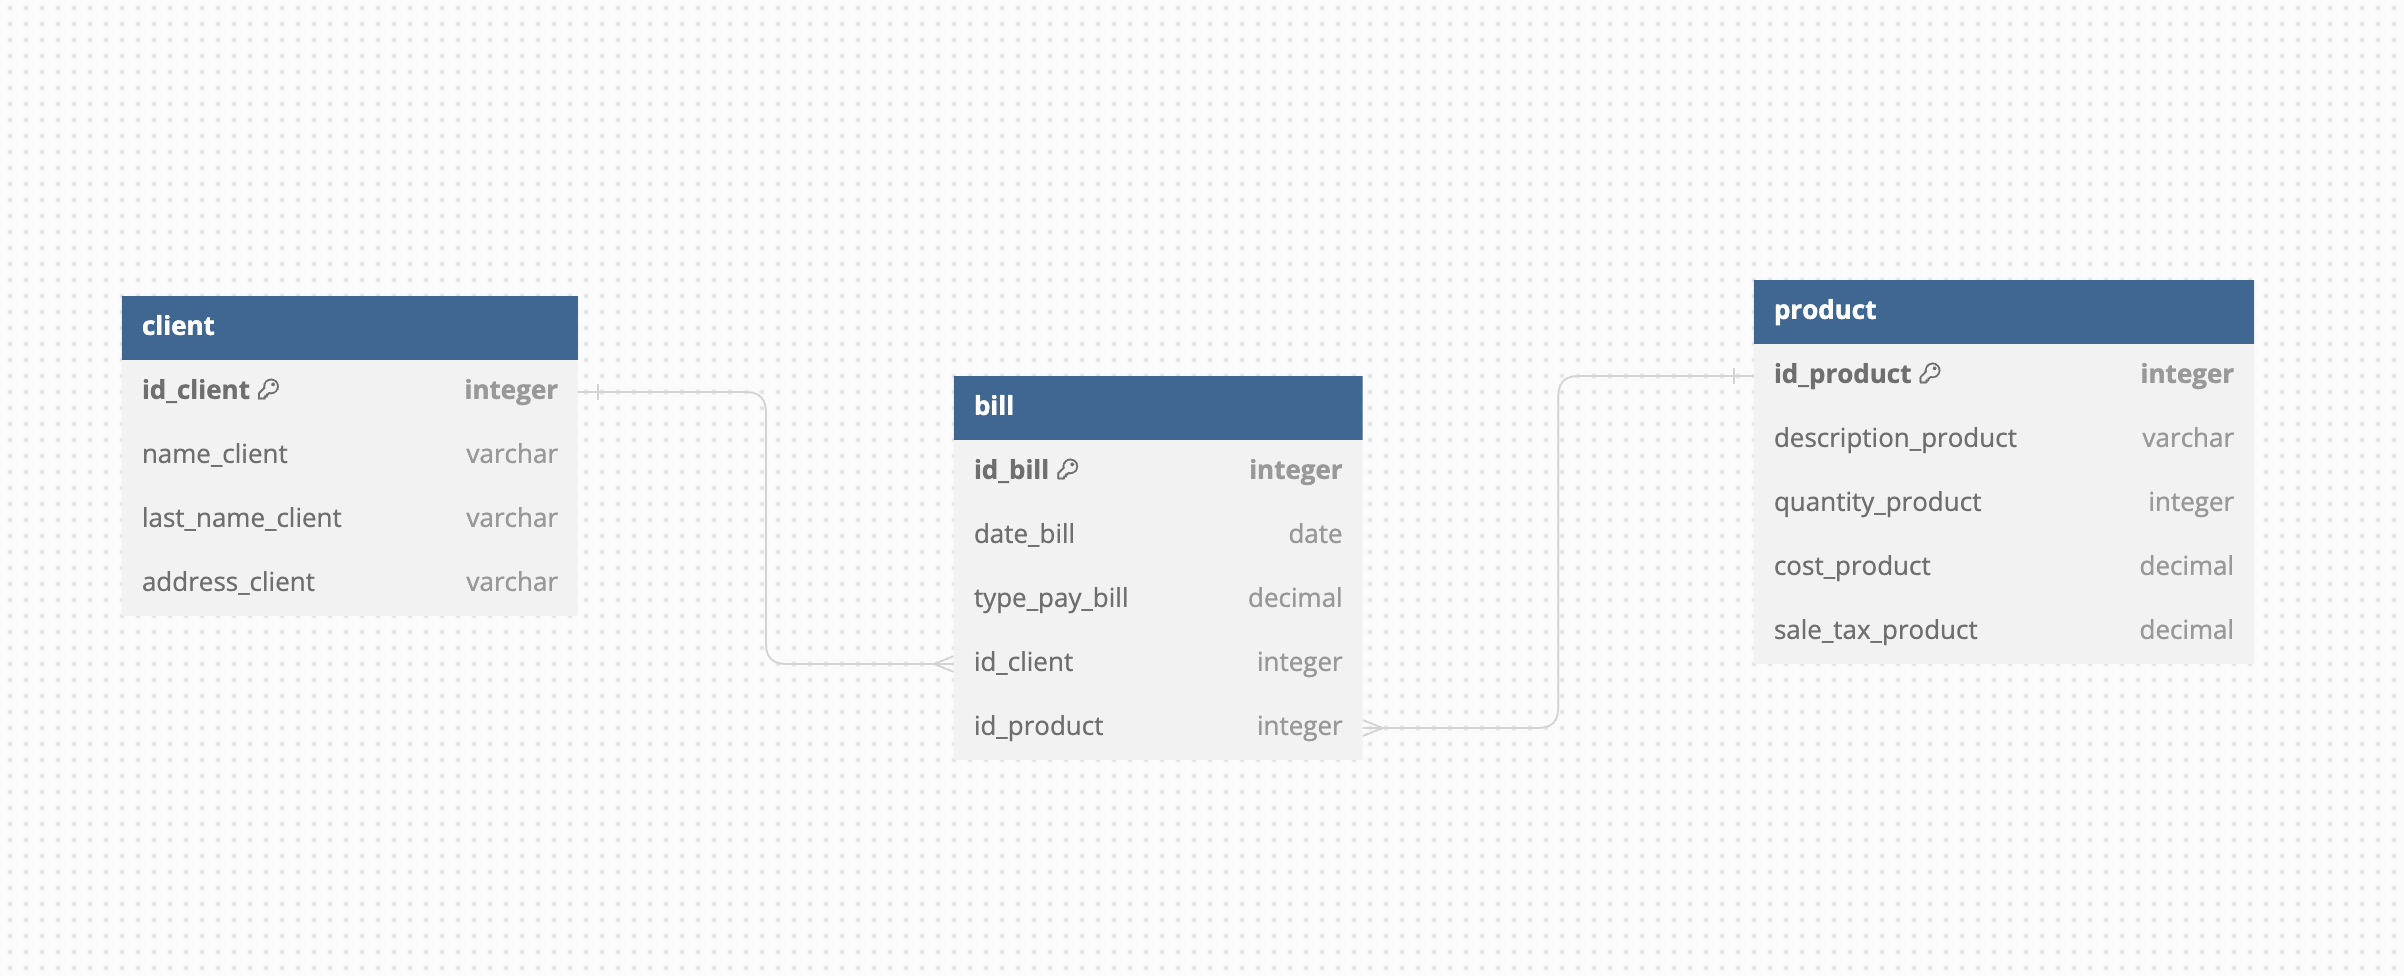 client
id_client integer
name_client varchar
last_name_client varchar
address_client varchar
bill
id_bill integer
date_bill date
type_pay_bill decimal
id_client integer
id_product integer
product
id_product integer
description_product varchar
quantity_product integer
cost_product decimal
sale_tax_product decimal